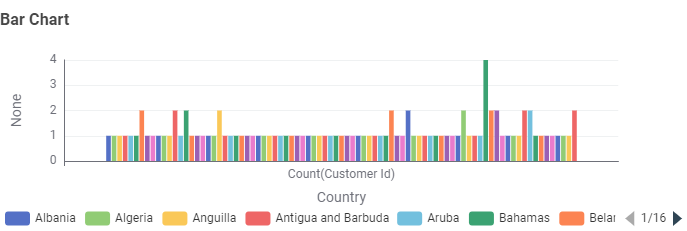 Bar Chart
4
3
2
1
0
None
Count(Customer Id)
Country
Albania Algeria Anguilla Antigua and Barbuda Aruba Bahamas Belar 1/16